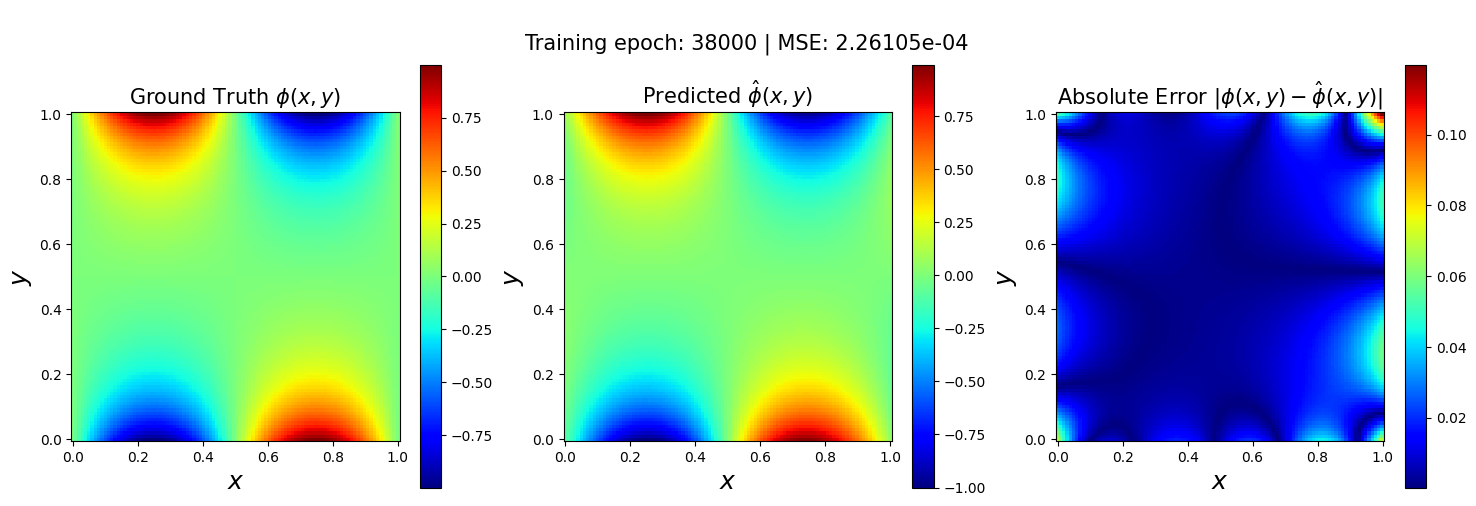 Training epoch: 38000 | MSE: 2.26105e-04
Ground Truth ϕ(x, y)
1.0
0.8
0.6
0.4
0.2
0.0
0.0 0.2 0.4 0.6 0.8 1.0
x
y
0.75
0.50
0.25
0.00
−0.25
−0.50
−0.75
Predicted ϕ̂(x, y)
1.0
0.8
0.6
0.4
0.2
0.0
0.0 0.2 0.4 0.6 0.8 1.0
x
y
0.75
0.50
0.25
0.00
−0.25
−0.50
−0.75
−1.00
Absolute Error |ϕ(x, y) − ϕ̂(x, y)|
1.0
0.8
0.6
0.4
0.2
0.0
0.0 0.2 0.4 0.6 0.8 1.0
x
y
0.10
0.08
0.06
0.04
0.02